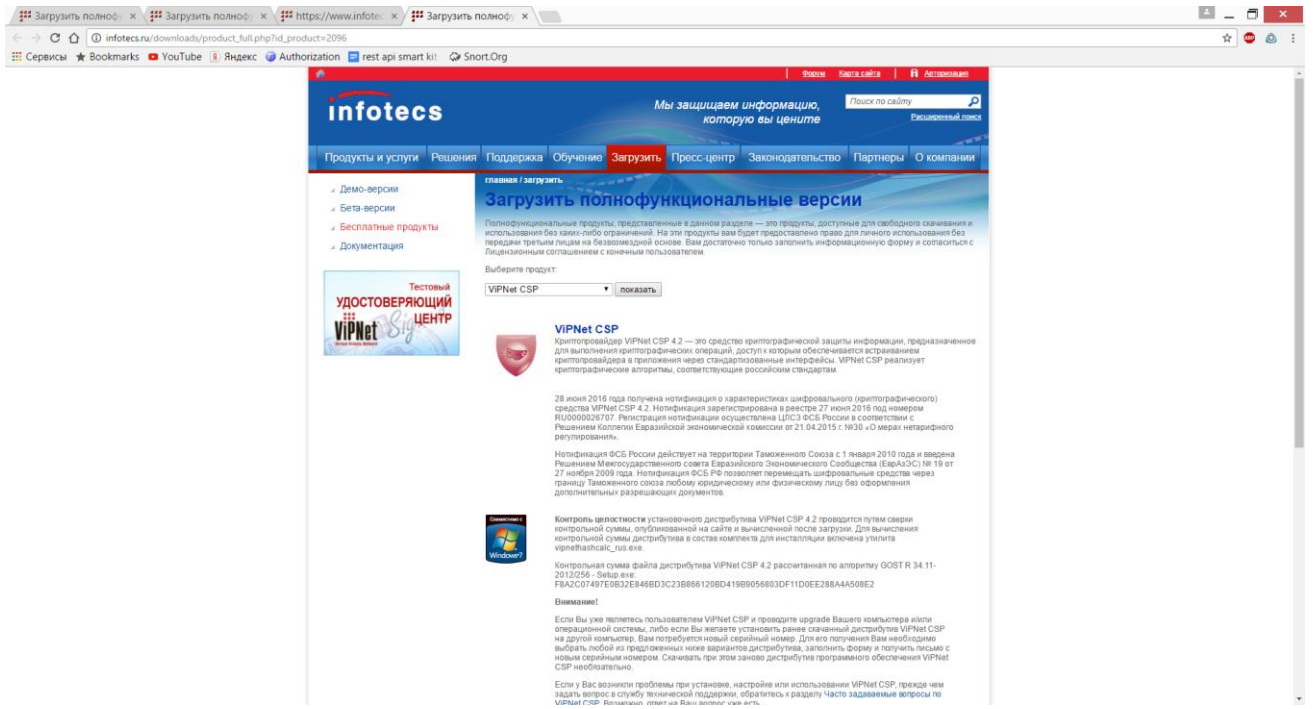 Загрузить полноф
Загрузить полноф
https://www.infotec
Загрузить полноф
infotecs.ru/downloads/product_full.php?id_product=2096
Сервисы Bookmarks YouTube Яндекс Authorization rest api smart kit Snort.Org
Форум Карта сайта Авторизация
infotecs
Мы защищаем информацию,
которую вы цените
Поиск по сайту
Расширенный поиск
Продукты и услуги Решения Поддержка Обучение Загрузить Пресс-центр Законодательство Партнеры О компании
Демо-версии
Бета-версии
Бесплатные продукты
Документация
Тестовый
УДОСТОВЕРЯЮЩИЙ
ЦЕНТР
ViPNet Sig
главная / загрузить
Загрузить полнофункциональные версии
Полнофункциональные продукты, представленные в данном разделе — это продукты, доступные для свободного скачивания и
использования без каких-либо ограничений. На эти продукты вам будет предоставлено право для личного использования без
передачи третьим лицам на безвозмездной основе. Вам достаточно только заполнить информационную форму и согласиться с
Лицензионным соглашением с конечным пользователем.
Выберите продукт:
ViPNet CSP показать
ViPNet CSP
Криптопровайдер ViPNet CSP 4.2 — это средство криптографической защиты информации, предназначенное
для выполнения криптографических операций, доступ к которым обеспечивается встраиванием
криптопровайдера в приложения через стандартизованные интерфейсы. ViPNet CSP реализует
криптографические алгоритмы, соответствующие российским стандартам.
28 июня 2016 года получена нотификация о характеристиках шифровального (криптографического)
средства ViPNet CSP 4.2. Нотификация зарегистрирована в реестре 27 июня 2016 под номером
RU0000026707. Регистрация нотификации осуществлена ЦЛСЗ ФСБ России в соответствии с
Решением Коллегии Евразийской экономической комиссии от 21.04.2015 г. №30 «О мерах нетарифного
регулирования».
Нотификация ФСБ России действует на территории Таможенного Союза с 1 января 2010 года и введена
Решением Межгосударственного совета Евразийского Экономического Сообщества (ЕврАзЭС) № 19 от
27 ноября 2009 года. Нотификация ФСБ РФ позволяет перемещать шифровальные средства через
границу Таможенного союза любому юридическому или физическому лицу без оформления
дополнительных разрешающих документов.
Совместимо с
Windows 7
Контроль целостности установочного дистрибутива ViPNet CSP 4.2 проводится путем сверки
контрольной суммы, опубликованной на сайте и вычисленной после загрузки. Для вычисления
контрольной суммы дистрибутива в состав комплекта для инсталляции включена утилита
vipnethashcalc_rus.exe.
Контрольная сумма файла дистрибутива ViPNet CSP 4.2 рассчитанная по алгоритму GOST R 34.11-
2012/256 - Setup.exe:
F8A2C07497E0B32E846BD3C23B866120BD419B9056803DF11D0EE288A4A508E2
Внимание!
Если Вы уже являетесь пользователем ViPNet CSP и проводите upgrade Вашего компьютера и/или
операционной системы, либо если Вы желаете установить ранее скачанный дистрибутив ViPNet CSP
на другой компьютер, Вам потребуется новый серийный номер. Для его получения Вам необходимо
выбрать любой из предложенных ниже вариантов дистрибутива, заполнить форму и получить письмо с
новым серийным номером. Скачивать при этом заново дистрибутив программного обеспечения ViPNet
CSP необязательно.
Если у Вас возникли проблемы при установке, настройке или использовании ViPNet CSP, прежде чем
задать вопрос в службу технической поддержки, обратитесь к разделу Часто задаваемые вопросы по
ViPNet CSP. Возможно, ответ на Ваш вопрос уже есть.